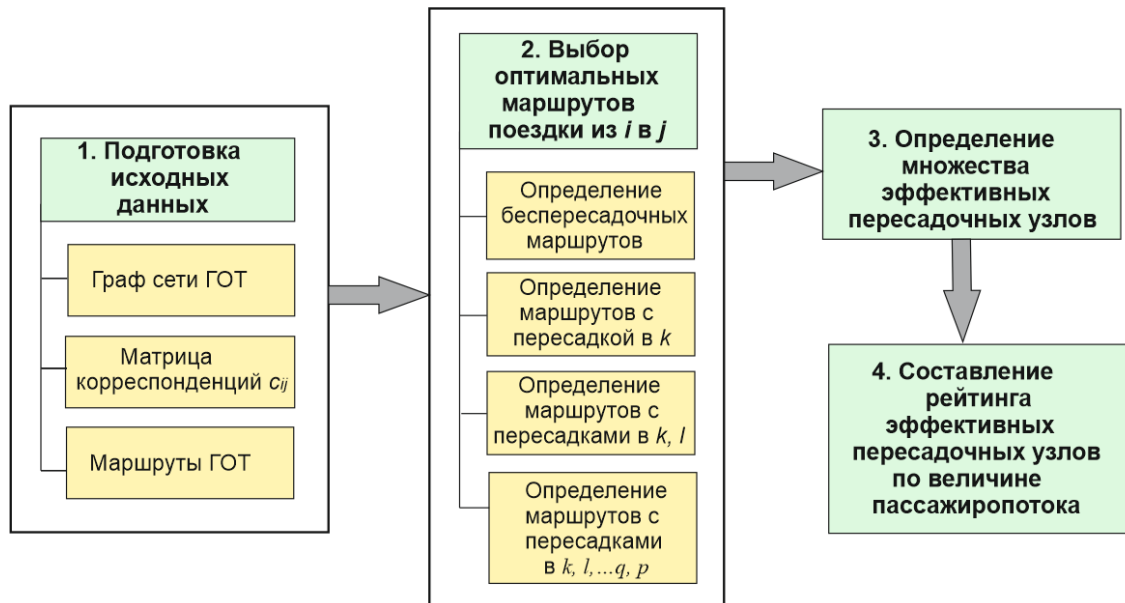 1. Подготовка
исходных
данных
Граф сети ГОТ
Матрица
корреспонденций cij
Маршруты ГОТ
2. Выбор
оптимальных
маршрутов
поездки из i в j
Определение
беспересадочных
маршрутов
Определение
маршрутов с
пересадкой в k
Определение
маршрутов с
пересадками в k, l
Определение
маршрутов с
пересадками
в k, l,...q, p
3. Определение
множества
эффективных
пересадочных узлов
4. Составление
рейтинга
эффективных
пересадочных узлов
по величине
пассажиропотока